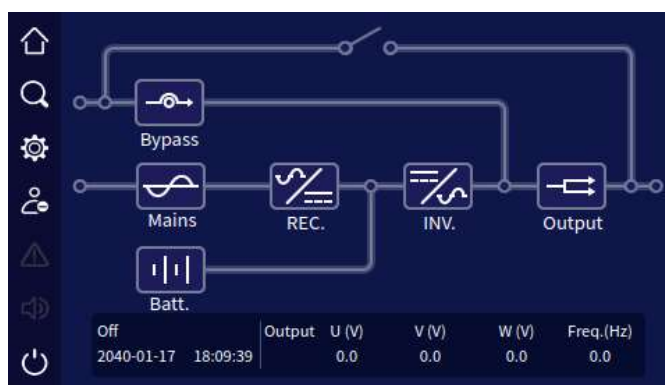 Bypass
Mains
REC.
INV.
Output
Batt.
Off Output U (V) V (V) W (V) Freq.(Hz)
2040-01-17 18:09:39 0.0 0.0 0.0 0.0